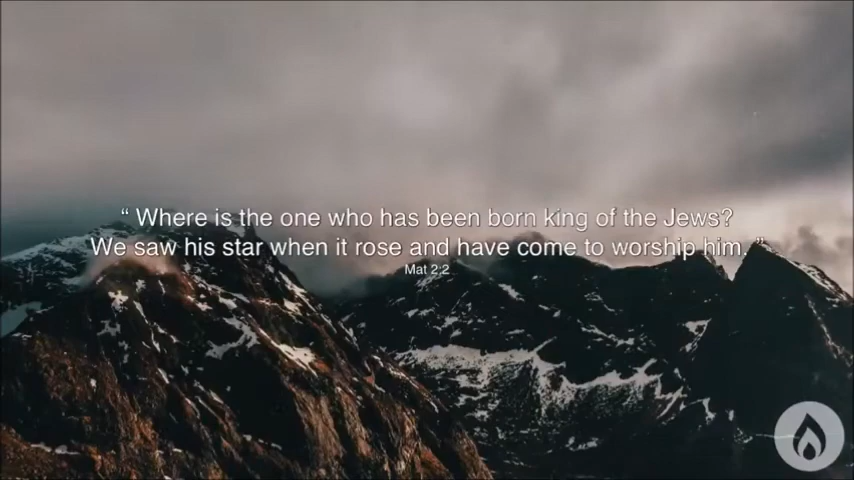 “ Where is the one who has been born king of the Jews?
We saw his star when it rose and have come to worship him. ”
Mat 2:2